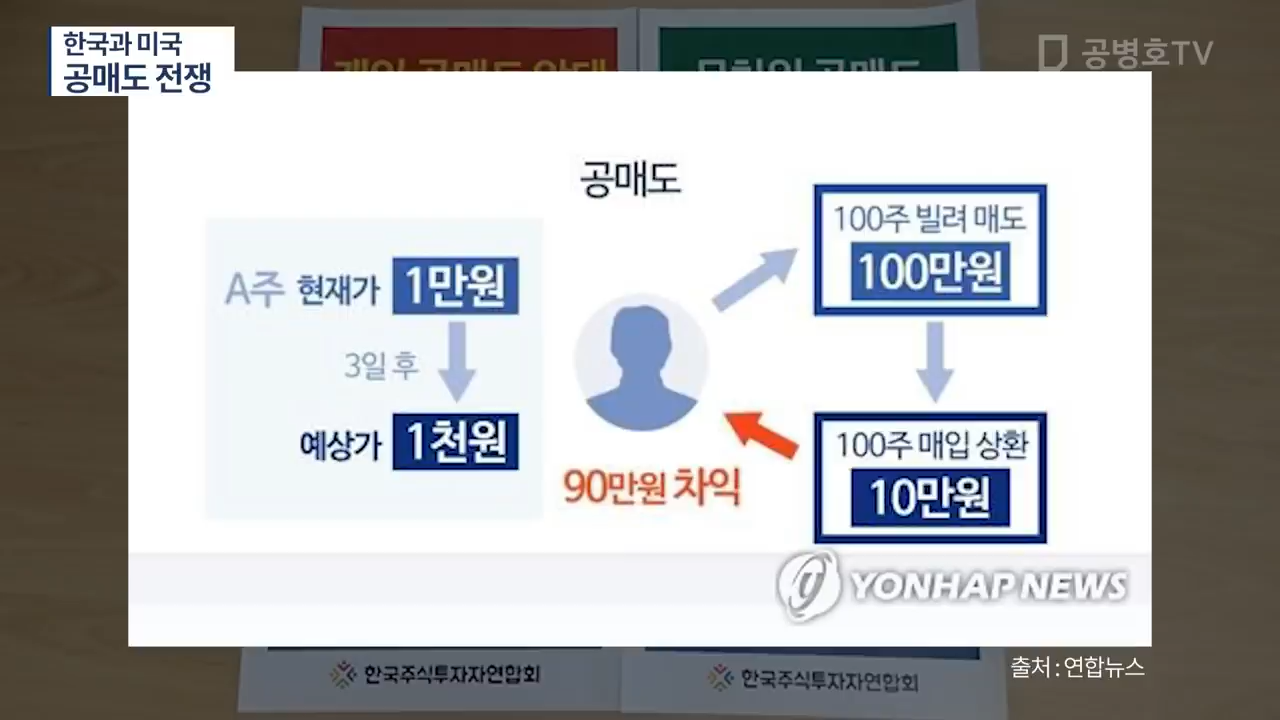 한국과 미국
공매도 전쟁
공병호TV
공매도
A주 현재가 1만원
3일 후
예상가 1천원
100주 빌려 매도
100만원
100주 매입 상환
10만원
90만원 차익
YONHAP NEWS
한국주식투자자연합회
한국주식투자자연합회
출처 : 연합뉴스